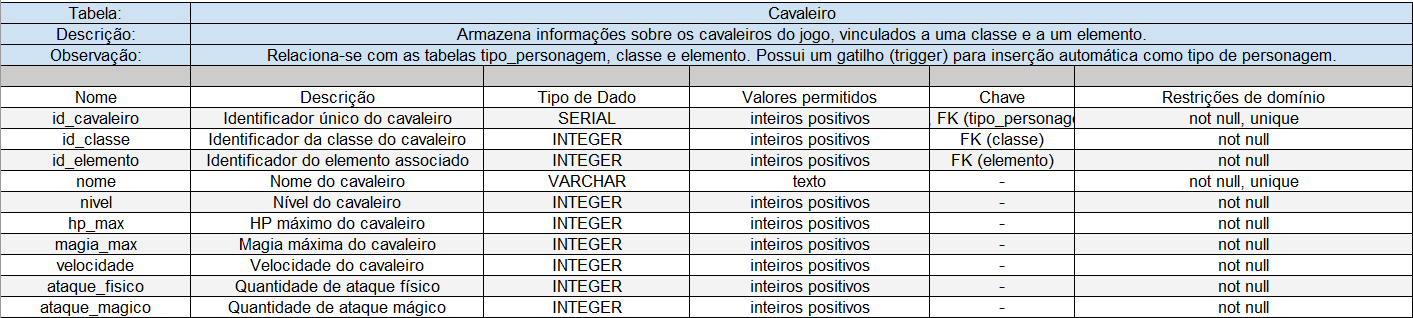 Tabela: Cavaleiro
Descrição: Armazena informações sobre os cavaleiros do jogo, vinculados a uma classe e a um elemento.
Observação: Relaciona-se com as tabelas tipo_personagem, classe e elemento. Possui um gatilho (trigger) para inserção automática como tipo de personagem.
Nome Descrição Tipo de Dado Valores permitidos Chave Restrições de domínio
id_cavaleiro Identificador único do cavaleiro SERIAL inteiros positivos , FK (tipo_personage not null, unique
id_classe Identificador da classe do cavaleiro INTEGER inteiros positivos FK (classe) not null
id_elemento Identificador do elemento associado INTEGER inteiros positivos FK (elemento) not null
nome Nome do cavaleiro VARCHAR texto - not null, unique
nivel Nível do cavaleiro INTEGER inteiros positivos - not null
hp_max HP máximo do cavaleiro INTEGER inteiros positivos - not null
magia_max Magia máxima do cavaleiro INTEGER inteiros positivos - not null
velocidade Velocidade do cavaleiro INTEGER inteiros positivos - not null
ataque_fisico Quantidade de ataque físico INTEGER inteiros positivos - not null
ataque_magico Quantidade de ataque mágico INTEGER inteiros positivos - not null